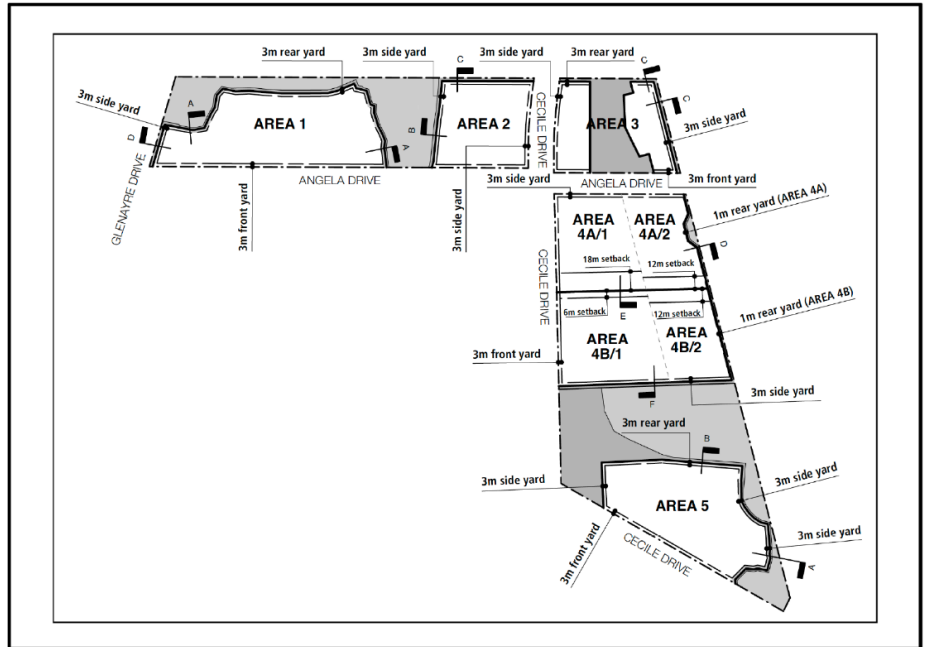 3m rear yard
3m side yard
C
3m side yard
3m rear yard
C
3m side yard
A
D
AREA 1
B
A
AREA 2
CECILE DRIVE
AREA 3
C
3m side yard
GLENAYRE DRIVE
ANGELA DRIVE
3m front yard
3m side yard
3m side yard
ANGELA DRIVE
3m front yard
AREA
4A/1
AREA
4A/2
1m rear yard (AREA 4A)
D
CECILE DRIVE
18m setback
12m setback
E
6m setback
12m setback
1m rear yard (AREA 4B)
AREA
4B/1
AREA
4B/2
3m front yard
3m side yard
F
3m rear yard
B
3m side yard
3m side yard
AREA 5
3m front yard
CECILE DRIVE
3m side yard
A